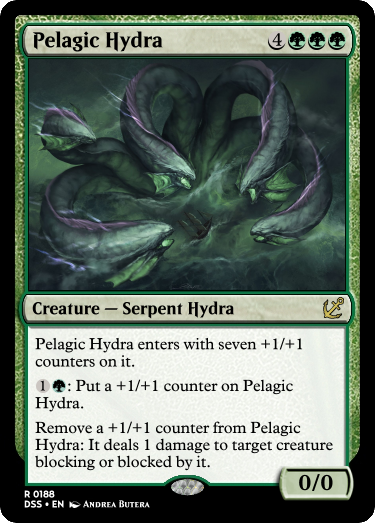 Pelagic Hydra 4
Creature — Serpent Hydra
Pelagic Hydra enters with seven +1/+1
counters on it.
1 : Put a +1/+1 counter on Pelagic
Hydra.
Remove a +1/+1 counter from Pelagic
Hydra: It deals 1 damage to target creature
blocking or blocked by it.
0/0
R 0188
DSS • EN Andrea Butera